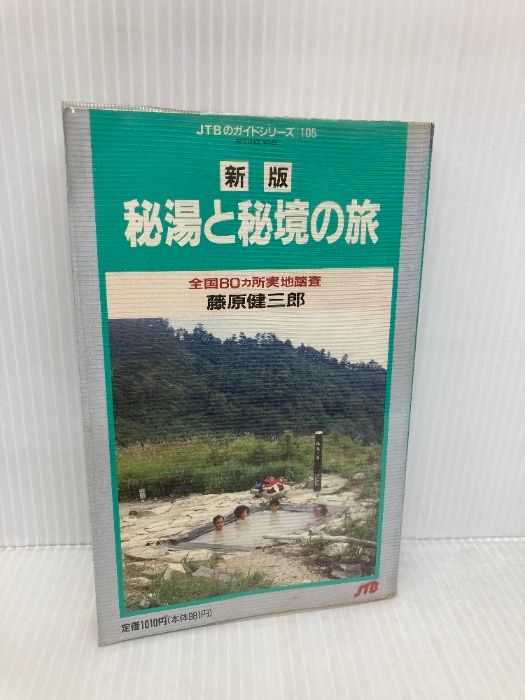 JTBのガイドシリーズ 105
新版
秘湯と秘境の旅
全国80ヵ所実地踏査
藤原健三郎
定価1010円(本体981円)
JTB